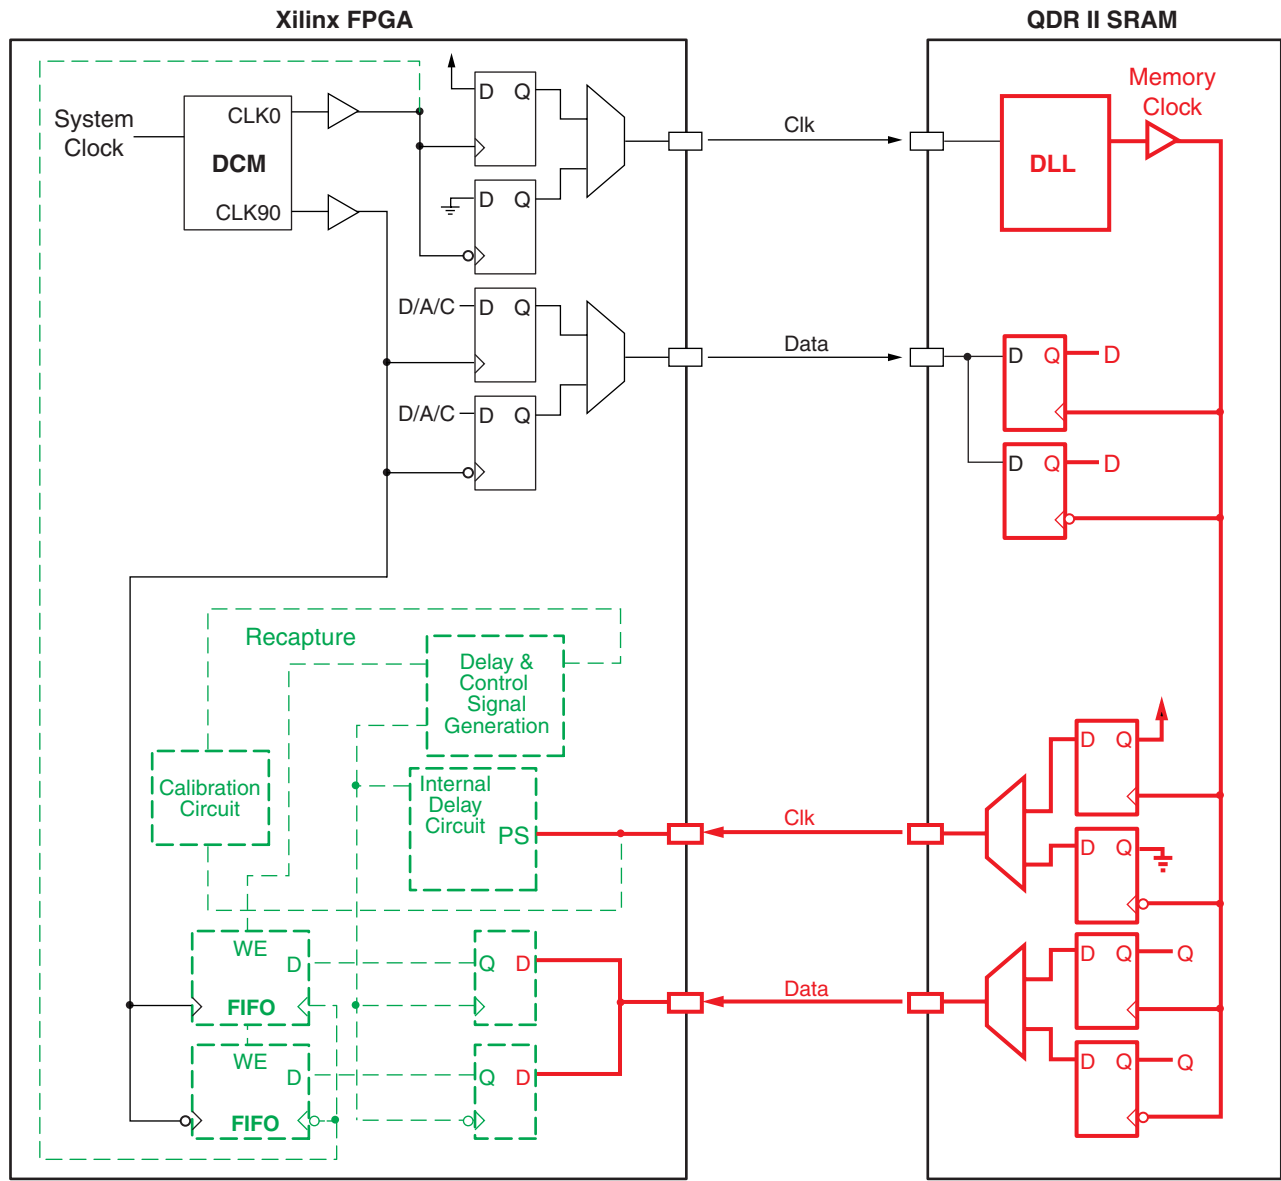 Xilinx FPGA
QDR II SRAM
System
Clock
CLK0
DCM
CLK90
D Q
D Q
Clk
DLL
Memory
Clock
D/A/C
D Q
D/A/C
D Q
Data
D Q D
D Q D
Recapture
Delay &
Control
Signal
Generation
Calibration
Circuit
Internal
Delay
Circuit
PS
Clk
D Q
D Q
WE
D
FIFO
WE
D
FIFO
Q D
Q D
Data
D Q Q
D Q Q